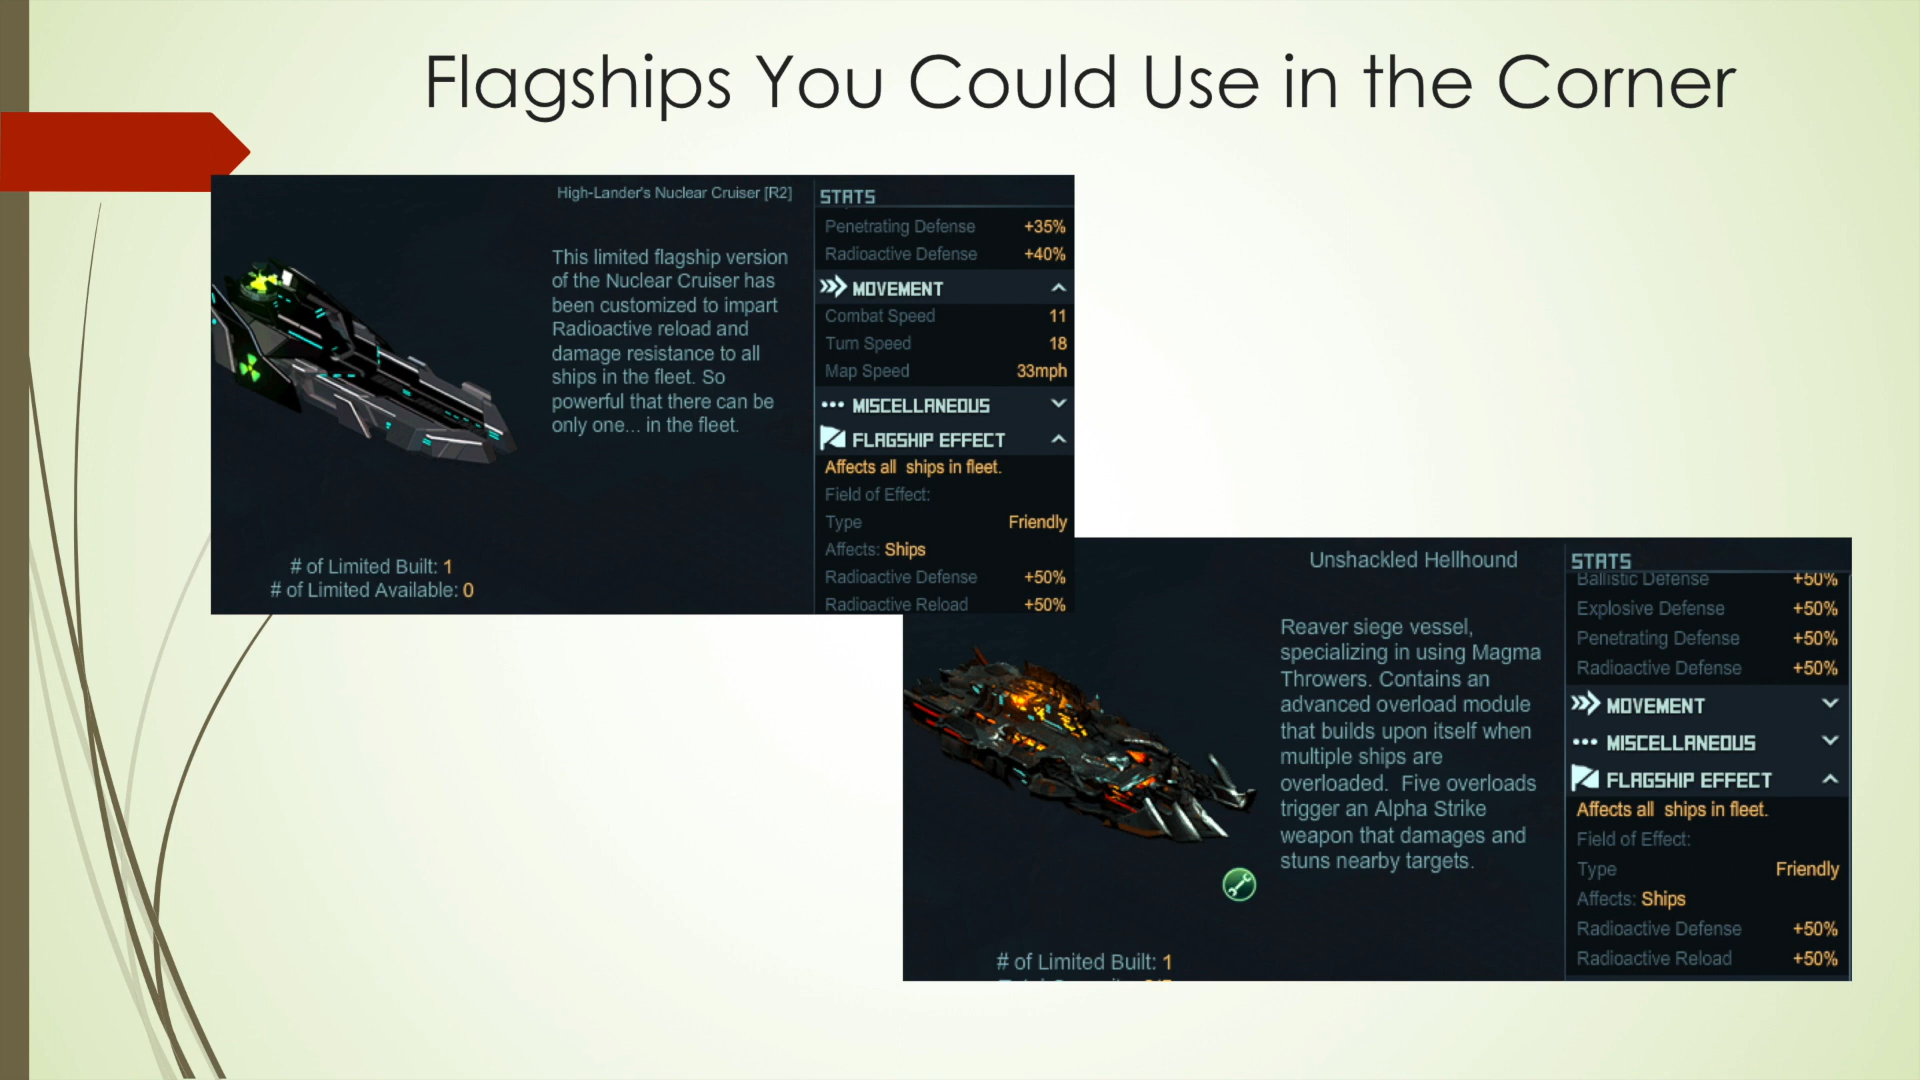 Flagships You Could Use in the Corner
High-Lander's Nuclear Cruiser [R2]
This limited flagship version
of the Nuclear Cruiser has
been customized to impart
Radioactive reload and
damage resistance to all
ships in the fleet. So
powerful that there can be
only one... in the fleet.
# of Limited Built: 1
# of Limited Available: 0
STATS
Penetrating Defense +35%
Radioactive Defense +40%
MOVEMENT
Combat Speed 11
Turn Speed 18
Map Speed 33mph
MISCELLANEOUS
FLAGSHIP EFFECT
Affects all ships in fleet.
Field of Effect:
Type Friendly
Affects: Ships
Radioactive Defense +50%
Radioactive Reload +50%
Unshackled Hellhound
Reaver siege vessel,
specializing in using Magma
Throwers. Contains an
advanced overload module
that builds upon itself when
multiple ships are
overloaded. Five overloads
trigger an Alpha Strike
weapon that damages and
stuns nearby targets.
# of Limited Built: 1
STATS
Ballistic Defense +50%
Explosive Defense +50%
Penetrating Defense +50%
Radioactive Defense +50%
MOVEMENT
MISCELLANEOUS
FLAGSHIP EFFECT
Affects all ships in fleet.
Field of Effect:
Type Friendly
Affects: Ships
Radioactive Defense +50%
Radioactive Reload +50%